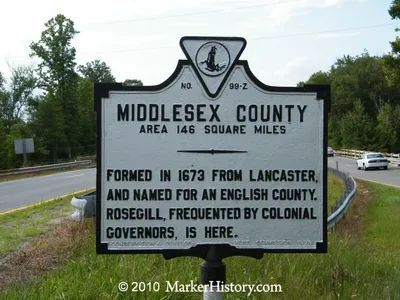 NO. 99-Z
MIDDLESEX COUNTY
AREA 146 SQUARE MILES
FORMED IN 1673 FROM LANCASTER,
AND NAMED FOR AN ENGLISH COUNTY.
ROSEGILL, FREQUENTED BY COLONIAL
GOVERNORS, IS HERE.
© 2010 MarkerHistory.com